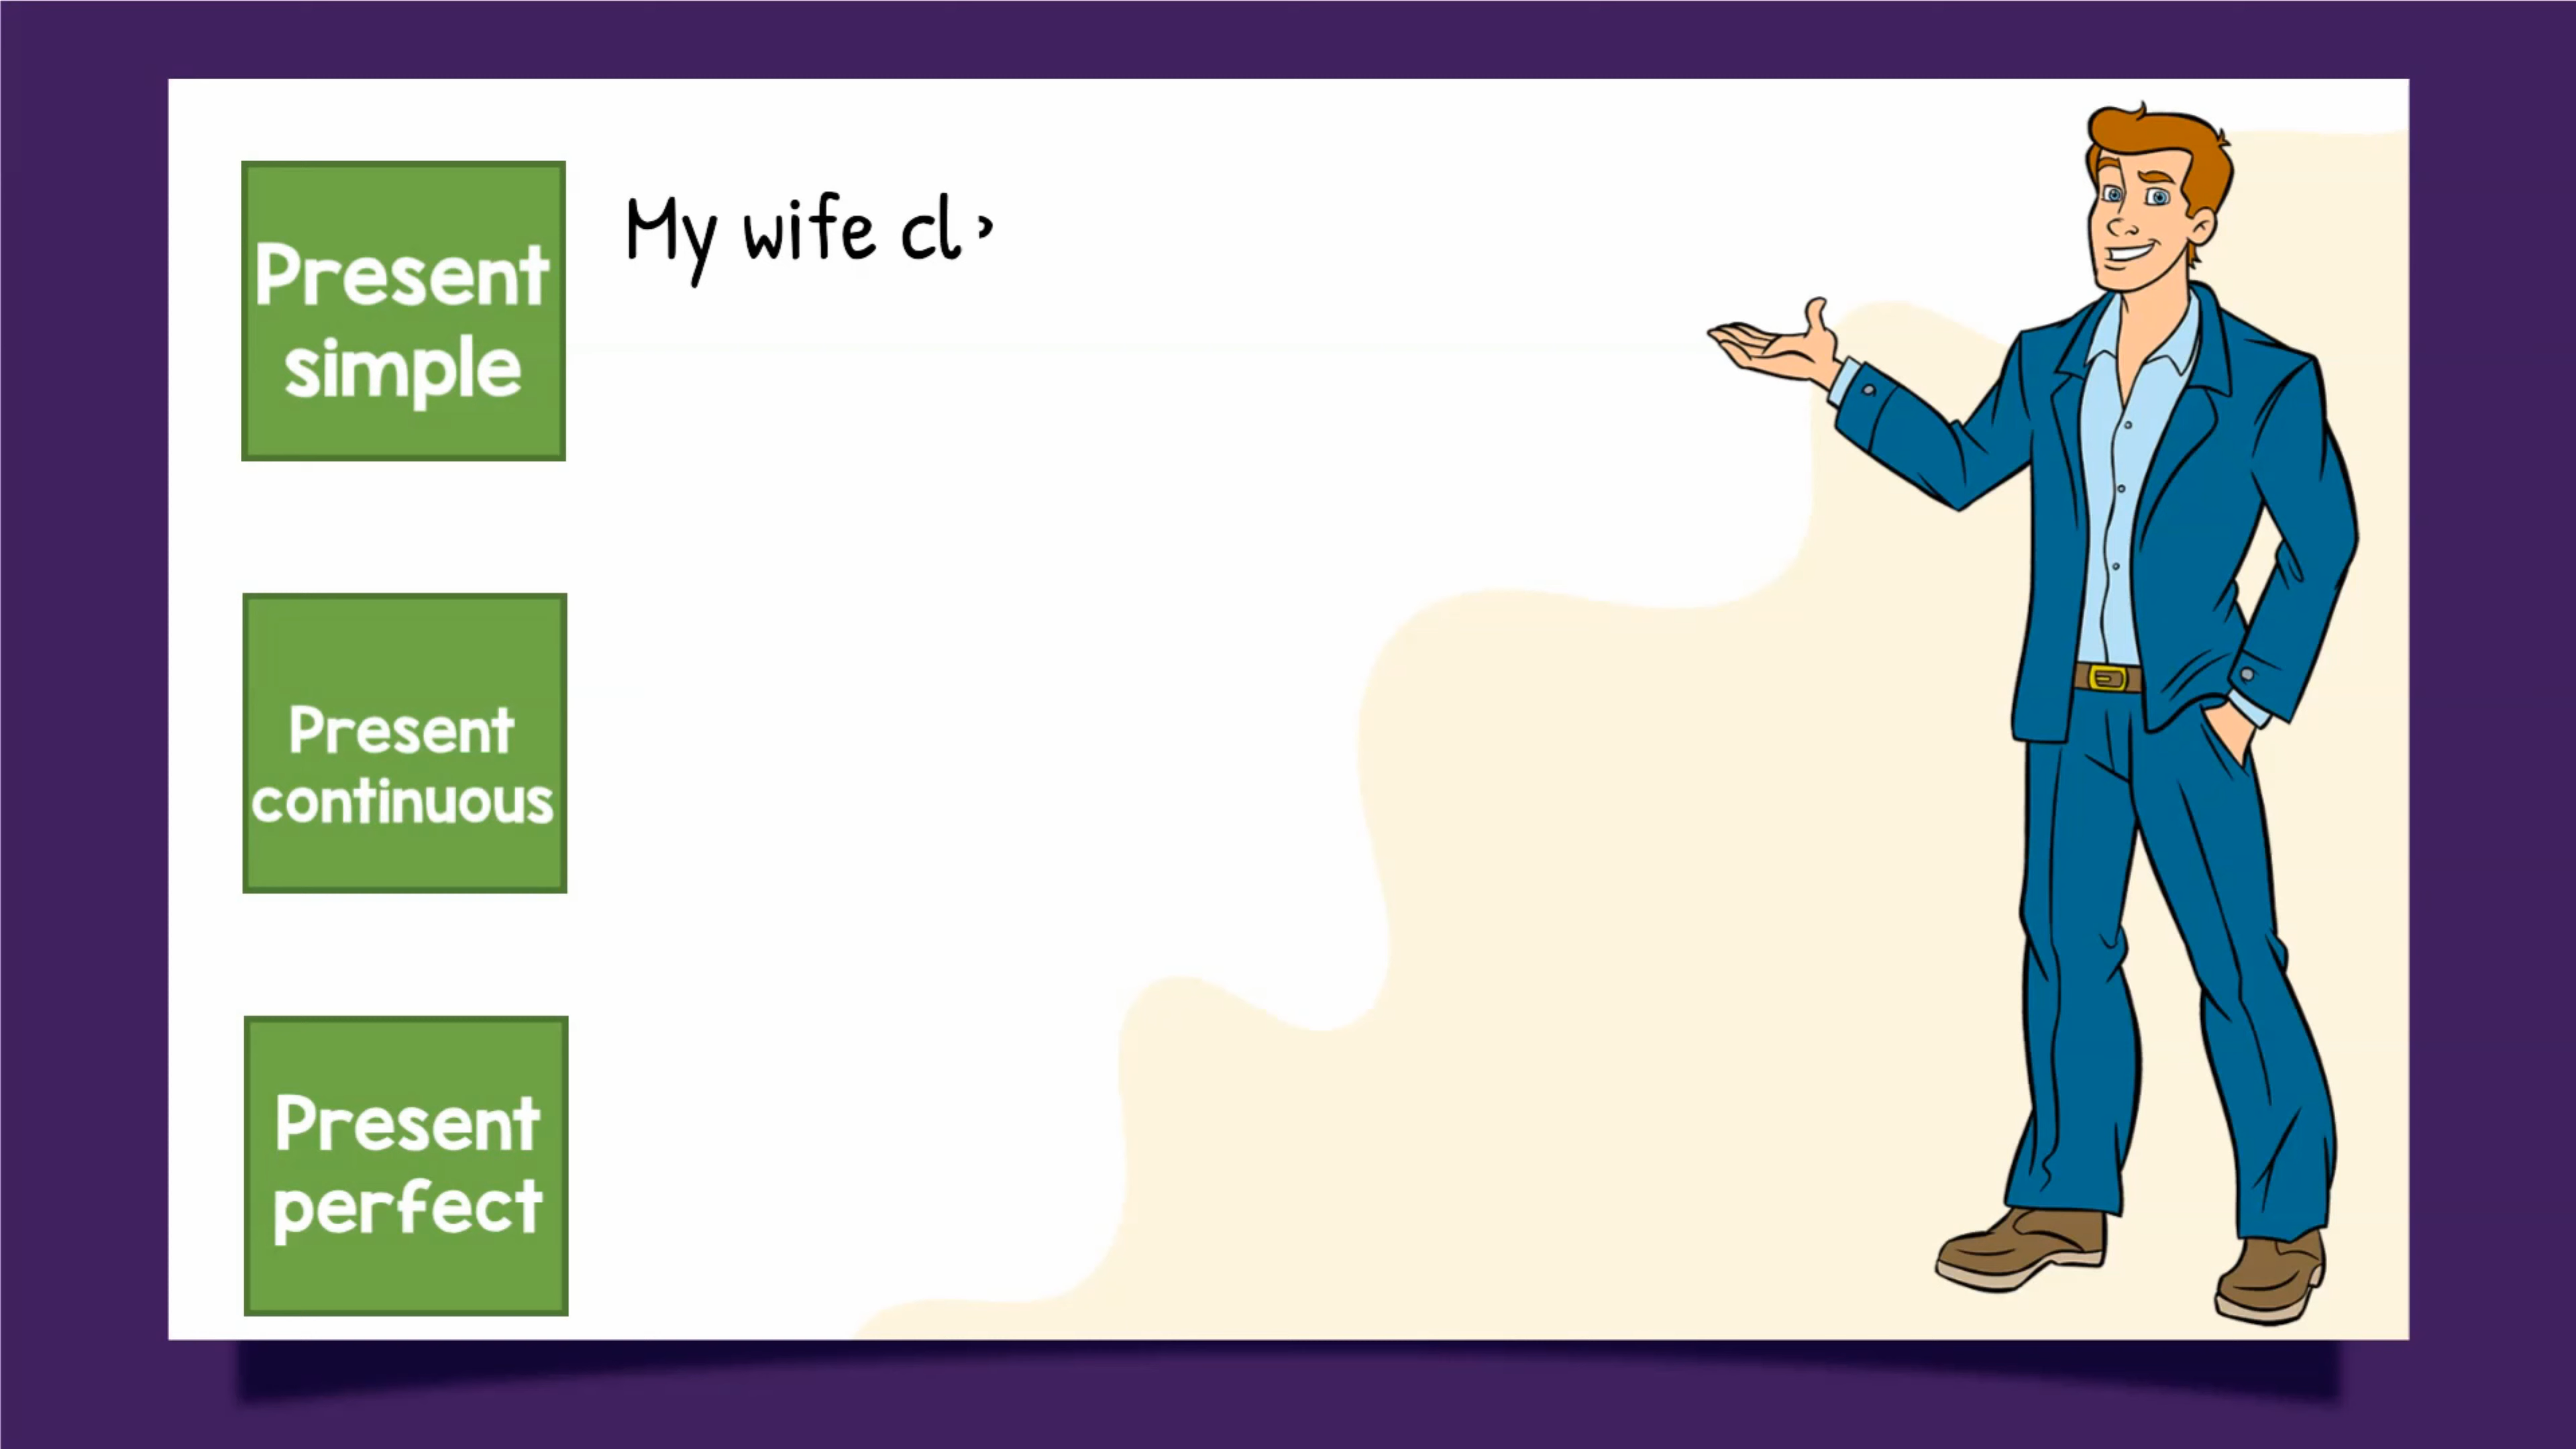 Present
simple
My wife cl
Present
continuous
Present
perfect